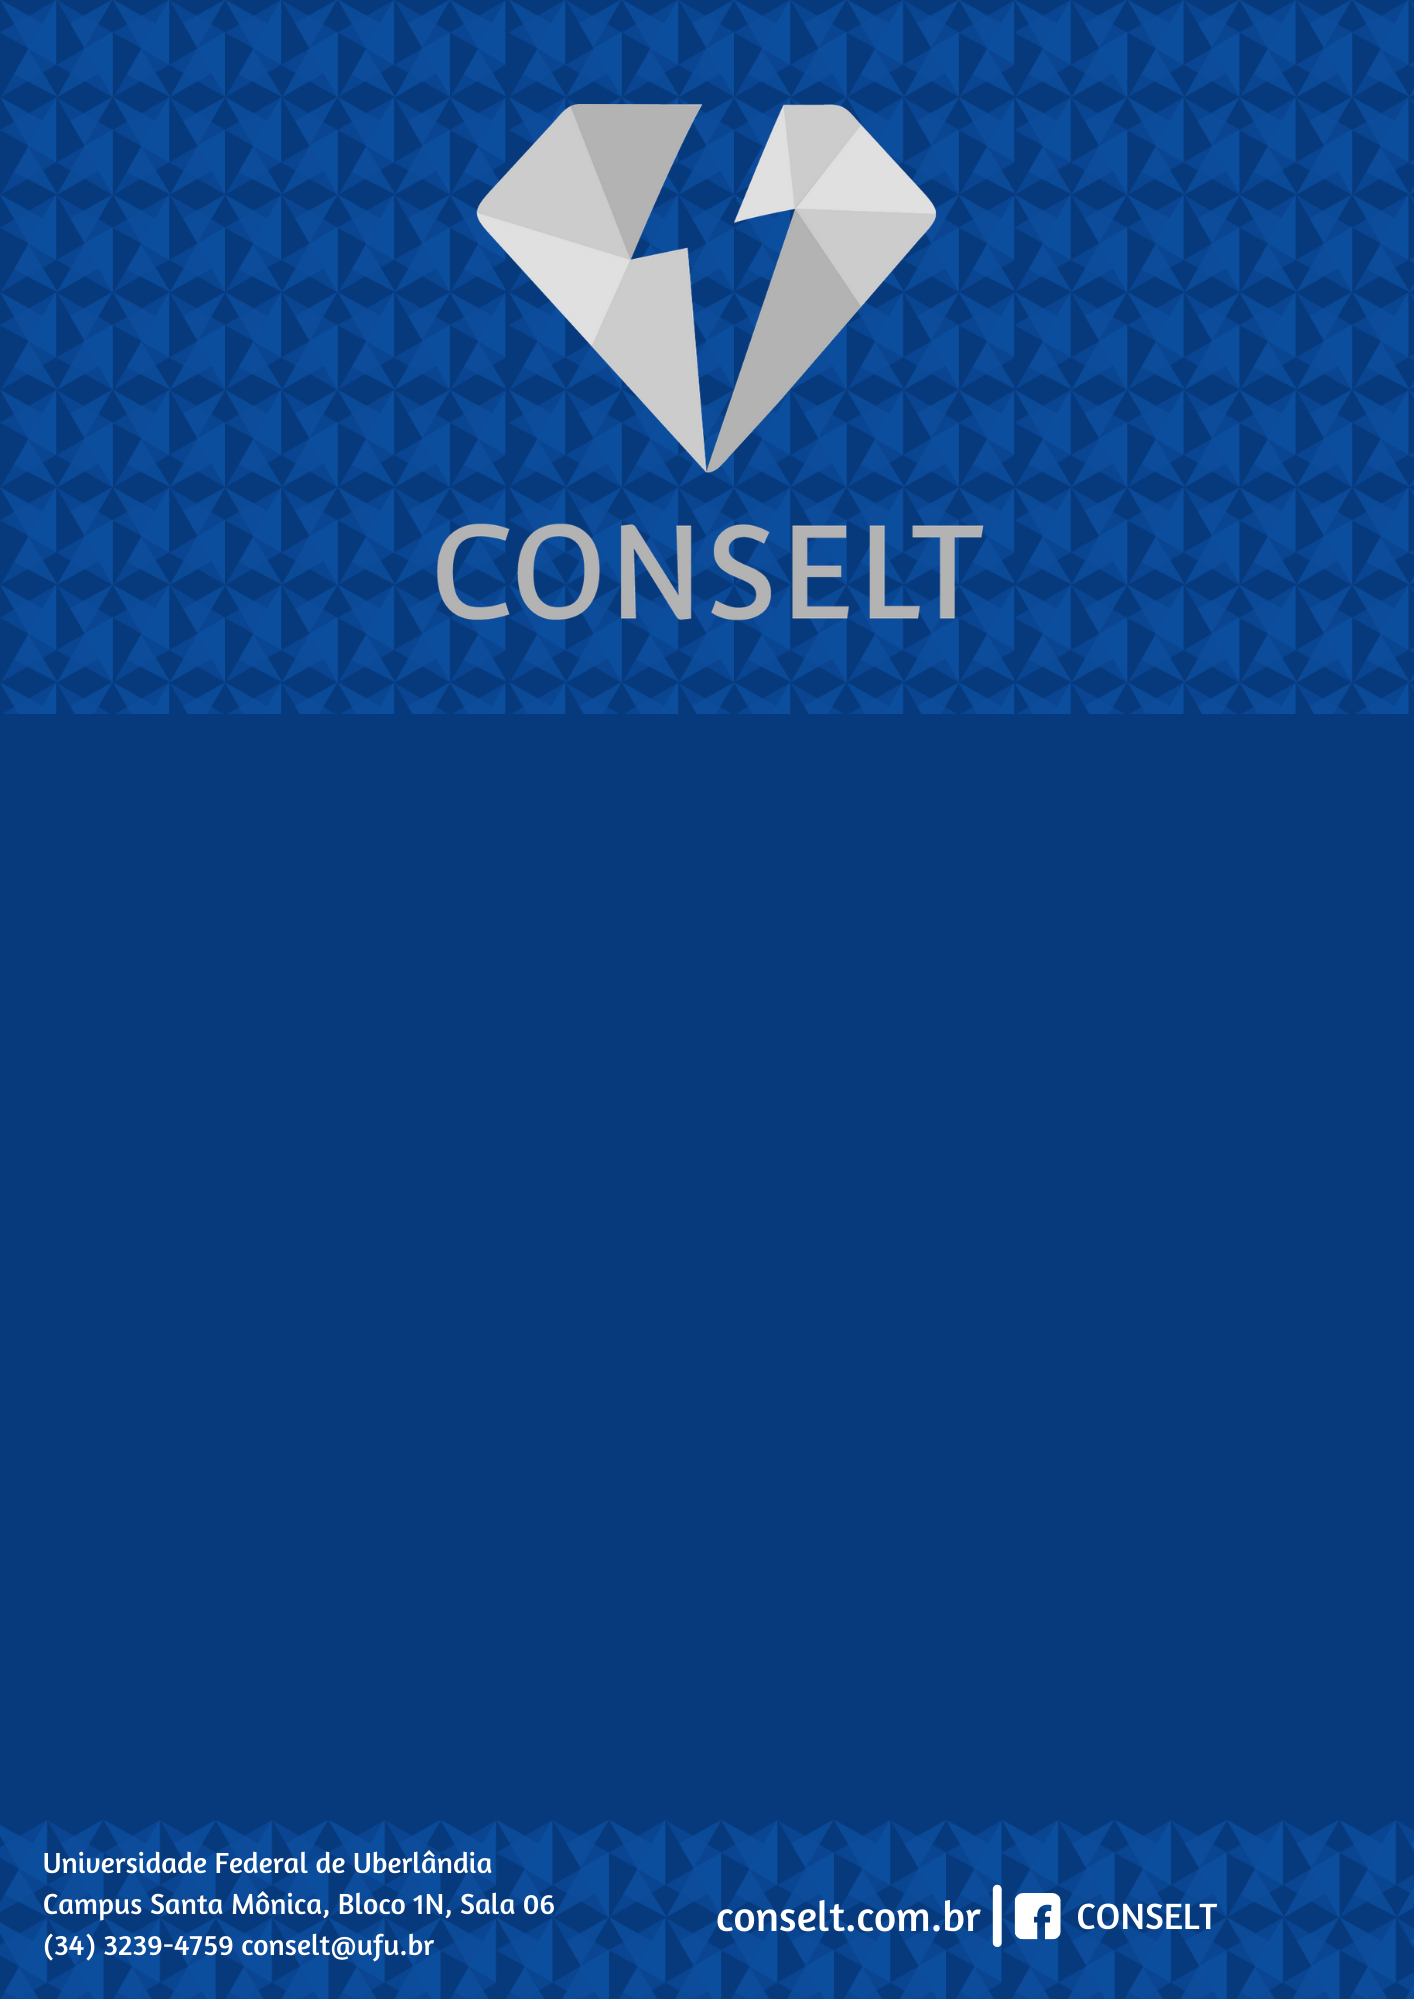 CONSELT
Universidade Federal de Uberlândia
Campus Santa Mônica, Bloco 1N, Sala 06
(34) 3239-4759 conselt@ufu.br
conselt.com.br | CONSELT